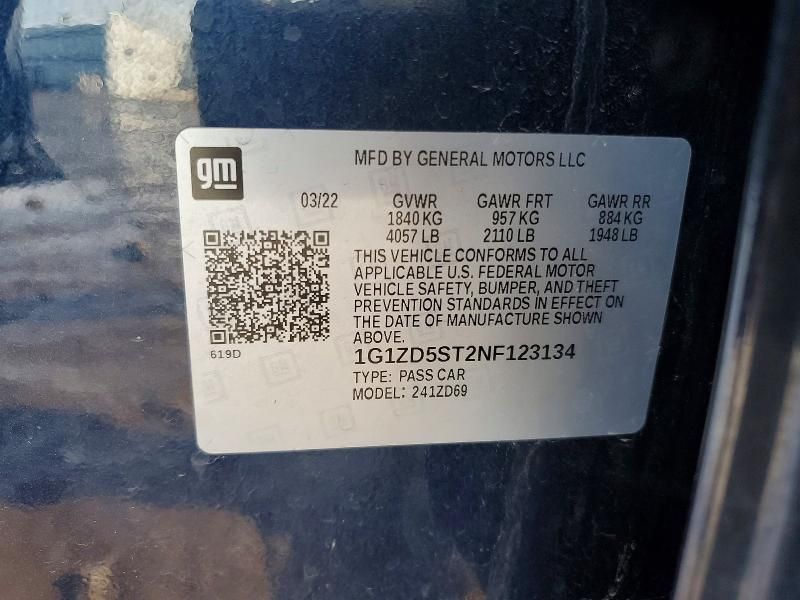 gm
MFD BY GENERAL MOTORS LLC
03/22 GVWR GAWR FRT GAWR RR
1840 KG 957 KG 884 KG
4057 LB 2110 LB 1948 LB
THIS VEHICLE CONFORMS TO ALL
APPLICABLE U.S. FEDERAL MOTOR
VEHICLE SAFETY, BUMPER, AND THEFT
PREVENTION STANDARDS IN EFFECT ON
THE DATE OF MANUFACTURE SHOWN
ABOVE.
619D
1G1ZD5ST2NF123134
TYPE: PASS CAR
MODEL: 241ZD69